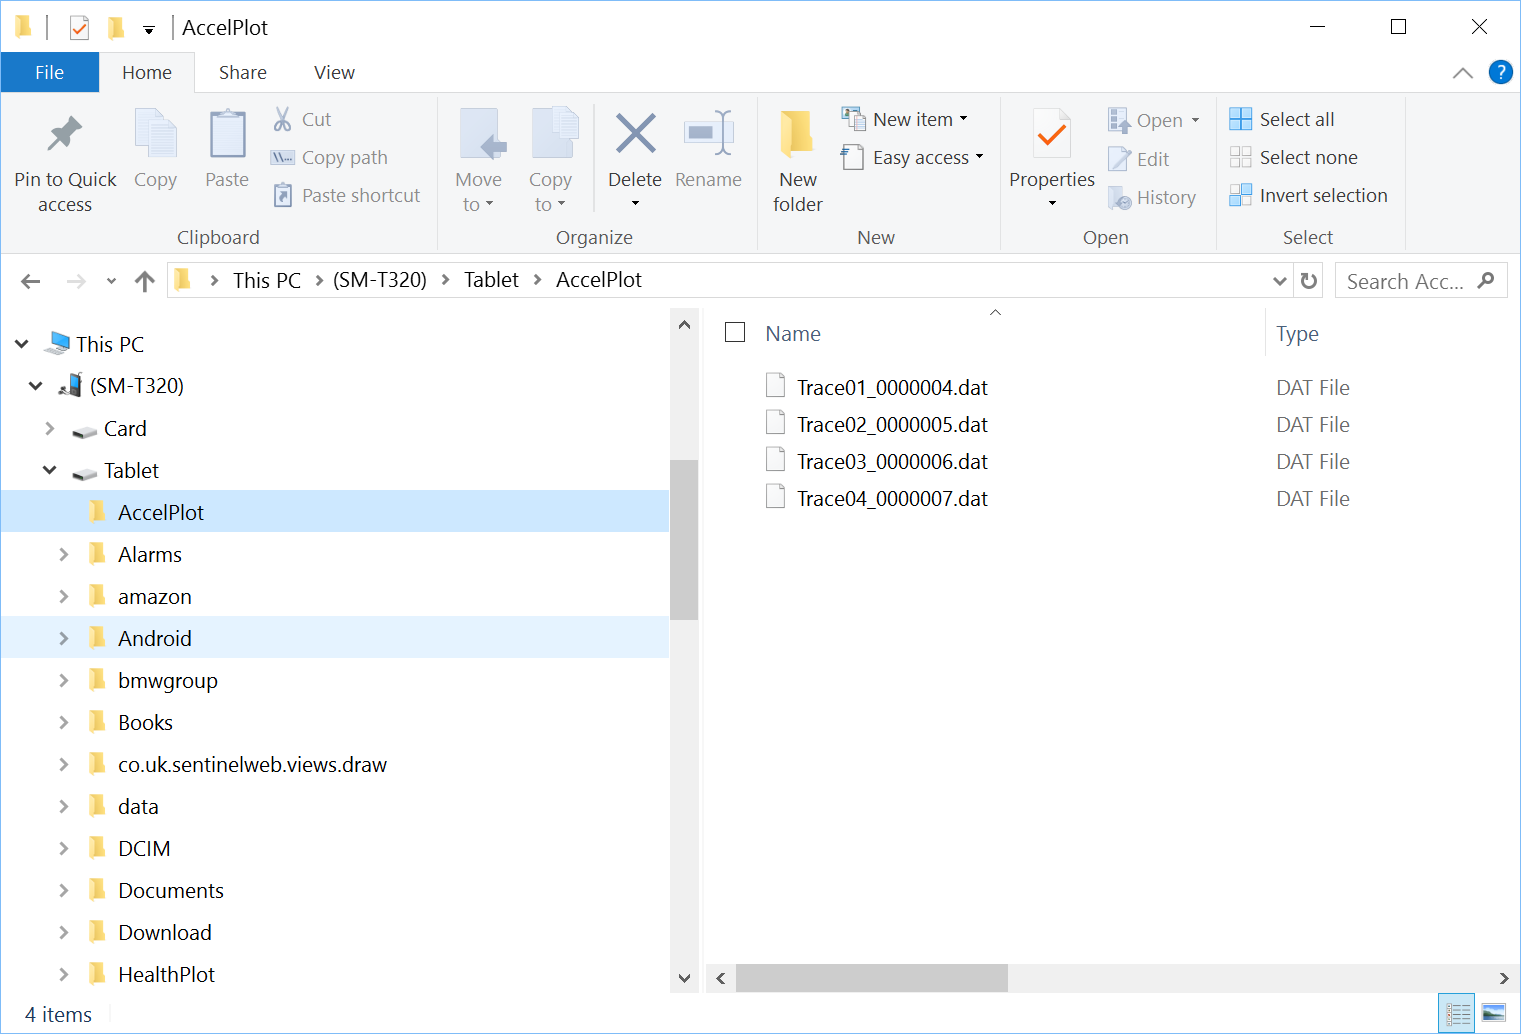 AccelPlot
File Home Share View
?
Pin to Quick access
Copy
Paste
Cut
Copy path
Paste shortcut
Clipboard
Move to
Copy to
Delete
Rename
Organize
New folder
New item
Easy access
New
Properties
Open
Edit
History
Open
Select all
Select none
Invert selection
Select
This PC (SM-T320) Tablet AccelPlot
Search Acc...
This PC
(SM-T320)
Card
Tablet
AccelPlot
Alarms
amazon
Android
bmwgroup
Books
co.uk.sentinelweb.views.draw
data
DCIM
Documents
Download
HealthPlot
Name Type
Trace01_0000004.dat DAT File
Trace02_0000005.dat DAT File
Trace03_0000006.dat DAT File
Trace04_0000007.dat DAT File
4 items